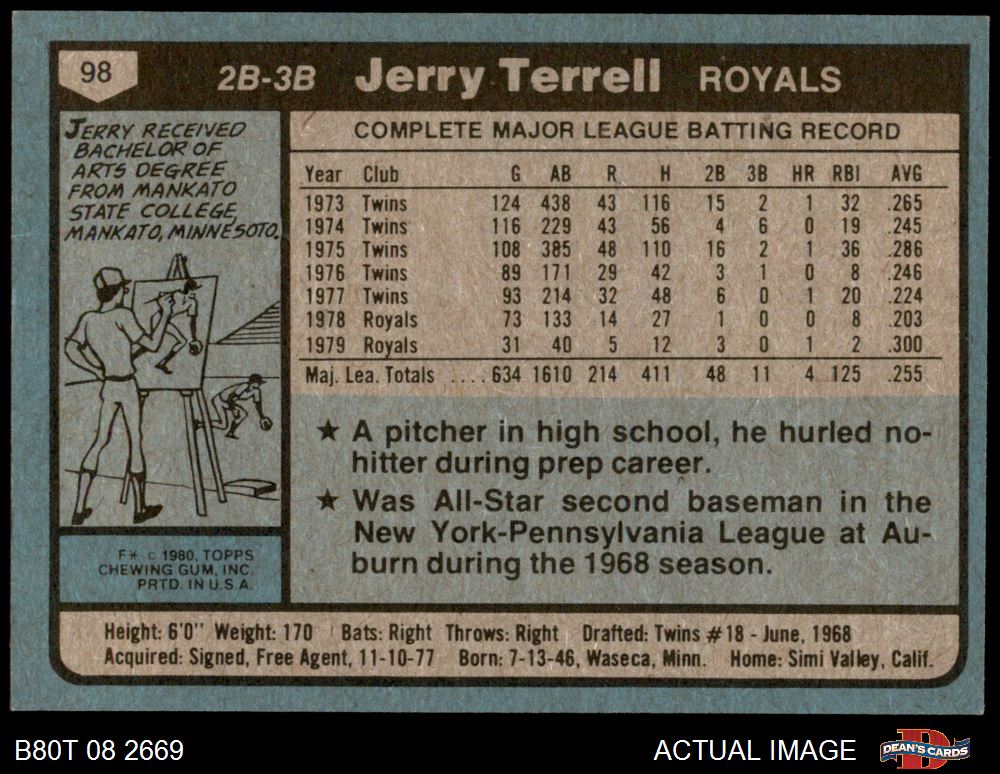 98
2B-3B Jerry Terrell ROYALS
JERRY RECEIVED
BACHELOR OF
ARTS DEGREE
FROM MANKATO
STATE COLLEGE,
MANKATO, MINNESOTA.
COMPLETE MAJOR LEAGUE BATTING RECORD
Year Club G AB R H 2B 3B HR RBI AVG
1973 Twins 124 438 43 116 15 2 1 32 .265
1974 Twins 116 229 43 56 4 6 0 19 .245
1975 Twins 108 385 48 110 16 2 1 36 .286
1976 Twins 89 171 29 42 3 1 0 8 .246
1977 Twins 93 214 32 48 6 0 1 20 .224
1978 Royals 73 133 14 27 1 0 0 8 .203
1979 Royals 31 40 5 12 3 0 1 2 .300
Maj. Lea. Totals ....634 1610 214 411 48 11 4 125 .255
★ A pitcher in high school, he hurled no-
hitter during prep career.
★ Was All-Star second baseman in the
New York-Pennsylvania League at Au-
burn during the 1968 season.
F* © 1980, TOPPS
CHEWING GUM, INC.
PRTD. IN U.S.A.
Height: 6'0" Weight: 170 Bats: Right Throws: Right Drafted: Twins #18 - June, 1968
Acquired: Signed, Free Agent, 11-10-77 Born: 7-13-46, Waseca, Minn. Home: Simi Valley, Calif.
B80T 08 2669 ACTUAL IMAGE DEAN'S CARDS